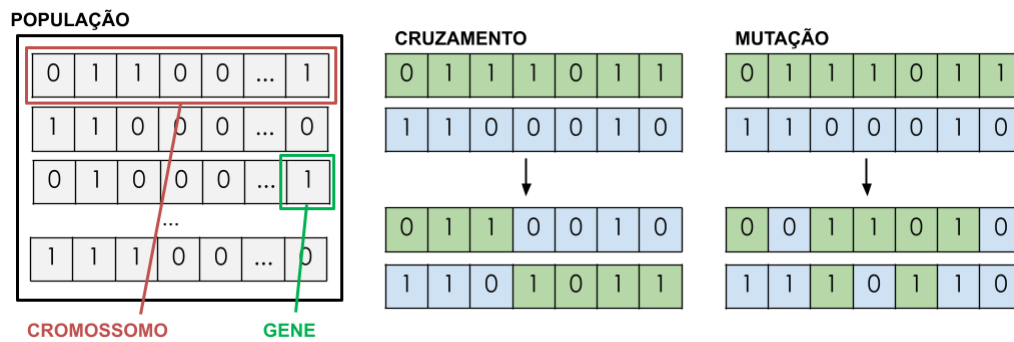 POPULAÇÃO
0 1 1 0 0 ... 1
1 1 0 0 0 ... 0
0 1 0 0 0 ... 1
...
1 1 1 0 0 ... 0
CROMOSSOMO GENE
CRUZAMENTO
0 1 1 1 0 1 1
1 1 0 0 0 1 0
0 1 1 0 0 1 0
1 1 0 1 0 1 1
MUTAÇÃO
0 1 1 1 0 1 1
1 1 0 0 0 1 0
0 0 1 1 0 1 0
1 1 1 0 1 1 0